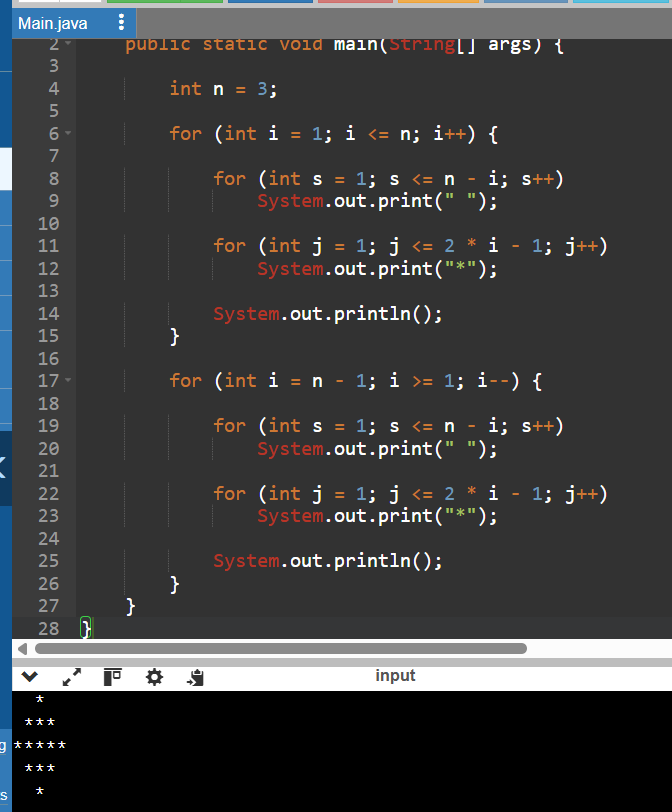 Main.java
2 public static void main(String[] args) {
3
4 int n = 3;
5
6 for (int i = 1; i <= n; i++) {
7
8 for (int s = 1; s <= n - i; s++)
9 System.out.print(" ");
10
11 for (int j = 1; j <= 2 * i - 1; j++)
12 System.out.print("*");
13
14 System.out.println();
15 }
16
17 for (int i = n - 1; i >= 1; i--) {
18
19 for (int s = 1; s <= n - i; s++)
20 System.out.print(" ");
21
22 for (int j = 1; j <= 2 * i - 1; j++)
23 System.out.print("*");
24
25 System.out.println();
26 }
27 }
28 }
input
  *
 ***
g *****
 ***
s   *